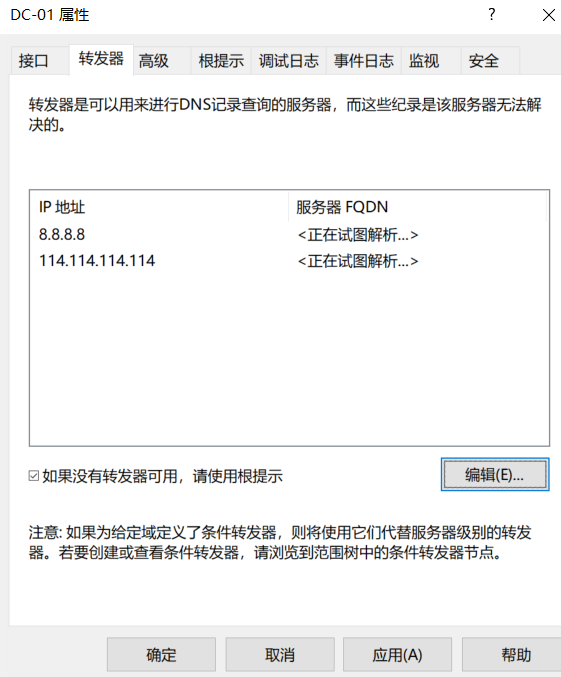 DC-01 属性
?
接口 转发器 高级 根提示 调试日志 事件日志 监视 安全
转发器是可以用来进行DNS记录查询的服务器，而这些纪录是该服务器无法解
决的。
IP 地址 服务器 FQDN
8.8.8.8 <正在试图解析...>
114.114.114.114 <正在试图解析...>
如果没有转发器可用，请使用根提示 编辑(E)...
注意: 如果为给定域定义了条件转发器，则将使用它们代替服务器级别的转发
器。若要创建或查看条件转发器，请浏览到范围树中的条件转发器节点。
确定 取消 应用(A) 帮助